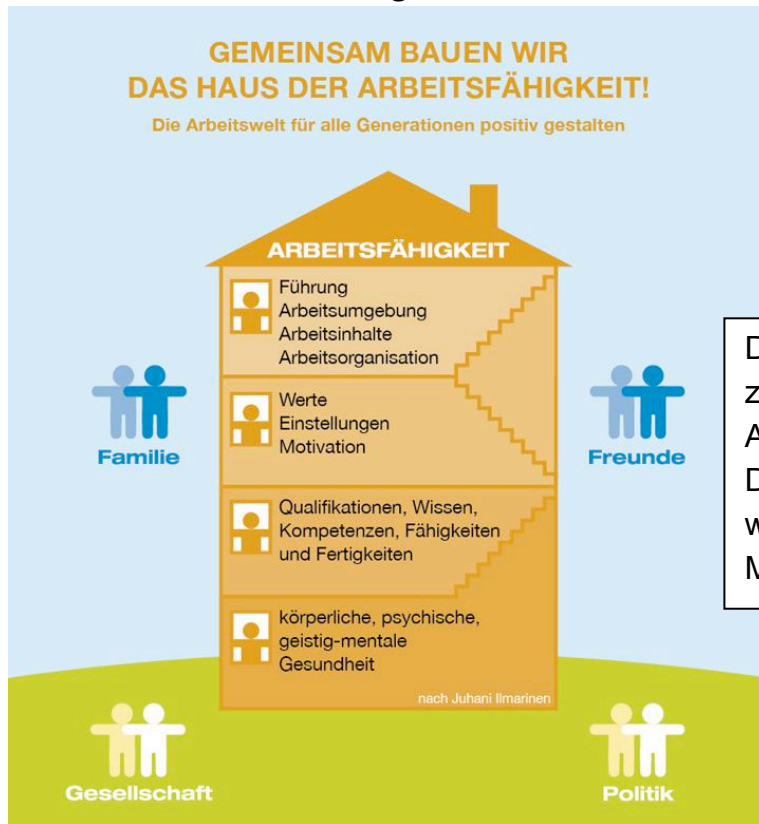 GEMEINSAM BAUEN WIR
DAS HAUS DER ARBEITSFÄHIGKEIT!
Die Arbeitswelt für alle Generationen positiv gestalten
ARBEITSFÄHIGKEIT
Führung
Arbeitsumgebung
Arbeitsinhalte
Arbeitsorganisation
Werte
Einstellungen
Motivation
Familie
Freunde
Qualifikationen, Wissen,
Kompetenzen, Fähigkeiten
und Fertigkeiten
körperliche, psychische,
geistig-mentale
Gesundheit
nach Juhani Ilmarinen
Gesellschaft
Politik